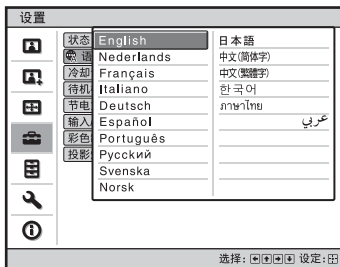 设置
状态
语
冷却
待机
节电
输入
彩色
投影
English
Nederlands
Français
Italiano
Deutsch
Español
Português
Русский
Svenska
Norsk
日本語
中文(简体字)
中文(繁體字)
한국어
ภาษาไทย
عربي
选择: 设定: